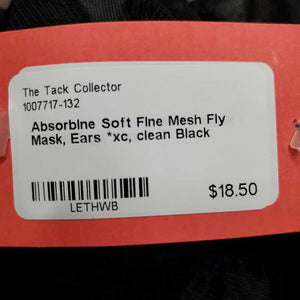 The Tack Collector
1007717-132
Absorbine Soft Fine Mesh Fly
Mask, Ears *xc, clean Black
LETHWB
$18.50